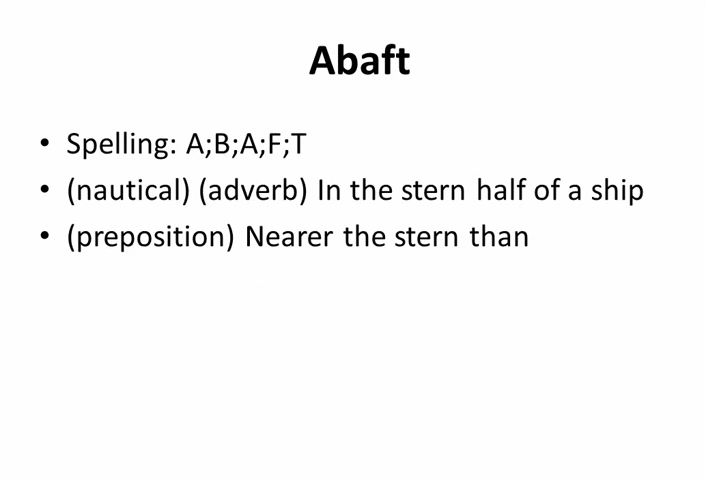 Abaft
• Spelling: A;B;A;F;T
• (nautical) (adverb) In the stern half of a ship
• (preposition) Nearer the stern than